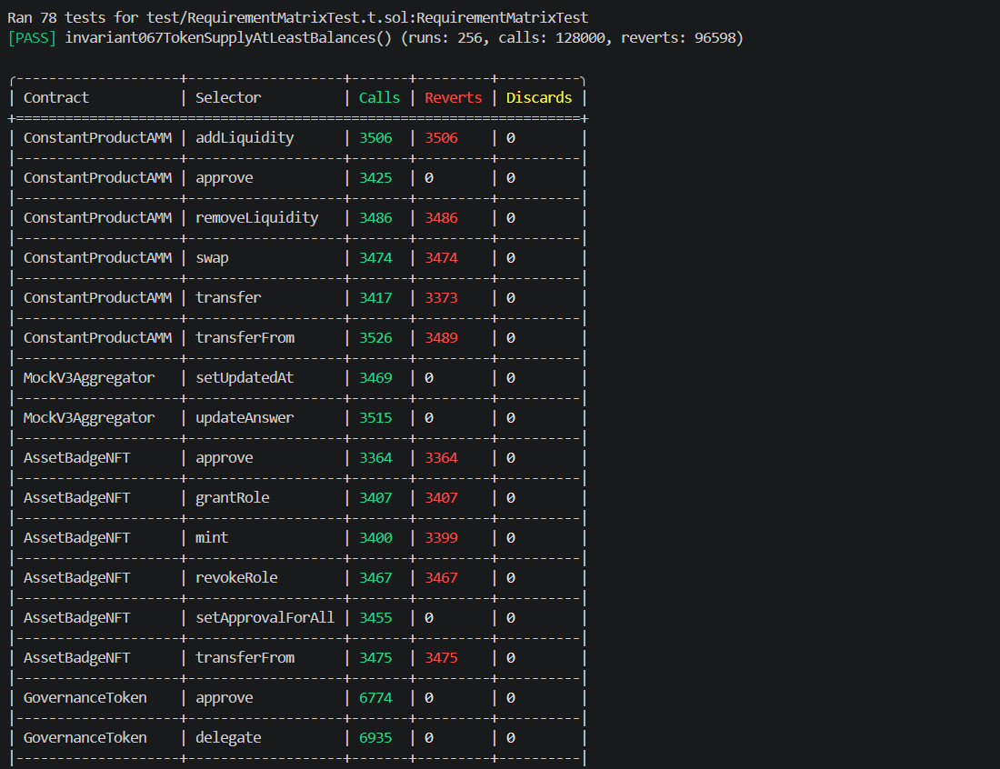 Ran 78 tests for test/RequirementMatrixTest.t.sol:RequirementMatrixTest
[PASS] invariant067TokenSupplyAtLeastBalances() (runs: 256, calls: 128000, reverts: 96598)
| Contract | Selector | Calls | Reverts | Discards |
| ConstantProductAMM | addLiquidity | 3506 | 3506 | 0 |
| ConstantProductAMM | approve | 3425 | 0 | 0 |
| ConstantProductAMM | removeLiquidity | 3486 | 3486 | 0 |
| ConstantProductAMM | swap | 3474 | 3474 | 0 |
| ConstantProductAMM | transfer | 3417 | 3373 | 0 |
| ConstantProductAMM | transferFrom | 3526 | 3489 | 0 |
| MockV3Aggregator | setUpdatedAt | 3469 | 0 | 0 |
| MockV3Aggregator | updateAnswer | 3515 | 0 | 0 |
| AssetBadgeNFT | approve | 3364 | 3364 | 0 |
| AssetBadgeNFT | grantRole | 3407 | 3407 | 0 |
| AssetBadgeNFT | mint | 3400 | 3399 | 0 |
| AssetBadgeNFT | revokeRole | 3467 | 3467 | 0 |
| AssetBadgeNFT | setApprovalForAll | 3455 | 0 | 0 |
| AssetBadgeNFT | transferFrom | 3475 | 3475 | 0 |
| GovernanceToken | approve | 6774 | 0 | 0 |
| GovernanceToken | delegate | 6935 | 0 | 0 |